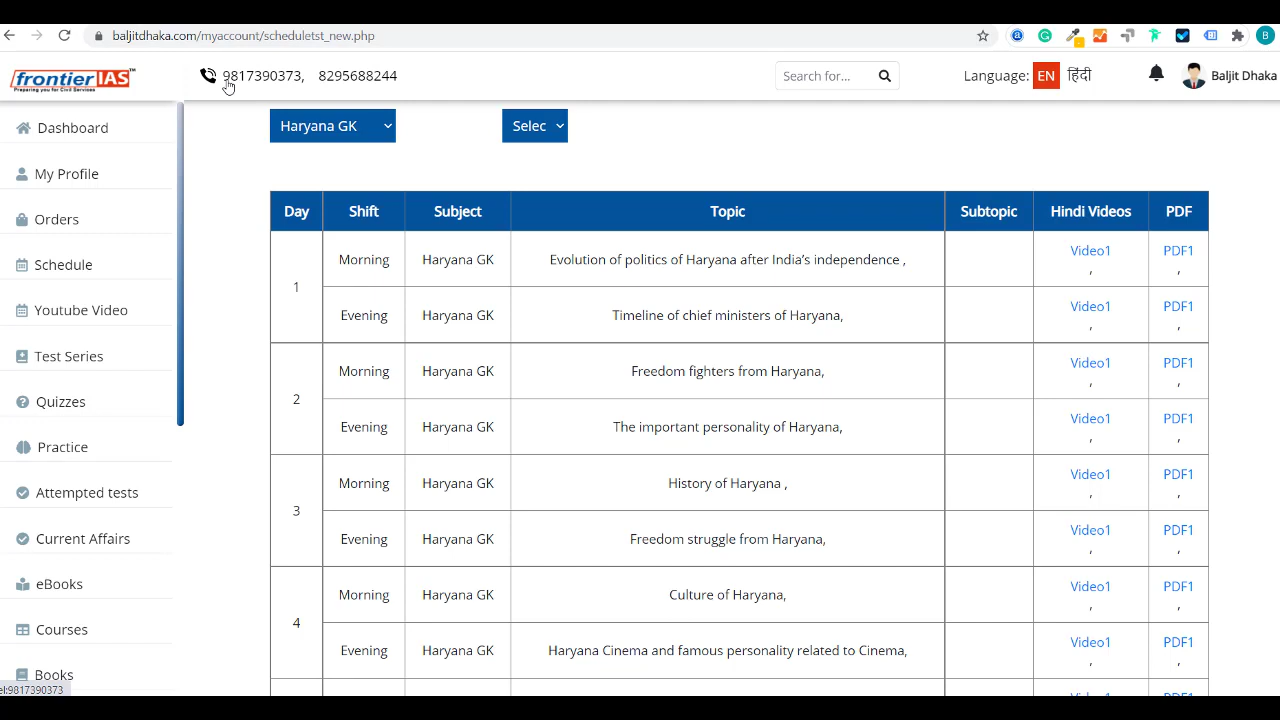 baljitdhaka.com/myaccount/scheduletst_new.php
B
frontier IAS
Preparing you for Civil Services
9817390373, 8295688244
Search for...
Language: EN हिंदी
Baljit Dhaka
Dashboard
My Profile
Orders
Schedule
Youtube Video
Test Series
Quizzes
Practice
Attempted tests
Current Affairs
eBooks
Courses
Books
el:9817390373
Haryana GK
Selec
Day Shift Subject Topic Subtopic Hindi Videos PDF
1
Morning Haryana GK Evolution of politics of Haryana after India’s independence , Video1 , PDF1 ,
Evening Haryana GK Timeline of chief ministers of Haryana, Video1 , PDF1 ,
2
Morning Haryana GK Freedom fighters from Haryana, Video1 , PDF1 ,
Evening Haryana GK The important personality of Haryana, Video1 , PDF1 ,
3
Morning Haryana GK History of Haryana , Video1 , PDF1 ,
Evening Haryana GK Freedom struggle from Haryana, Video1 , PDF1 ,
4
Morning Haryana GK Culture of Haryana, Video1 , PDF1 ,
Evening Haryana GK Haryana Cinema and famous personality related to Cinema, Video1 , PDF1 ,
Video1 PDF1